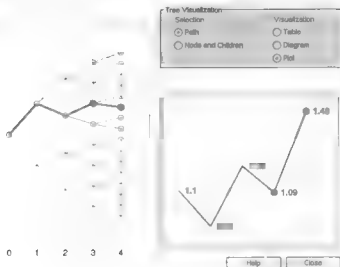 Tree Visualization
Selection
Visualization
Path
Table
Node and Children
Diagram
Plot
1.48
1.1
1.09
0 1 2 3 4
Help
Close